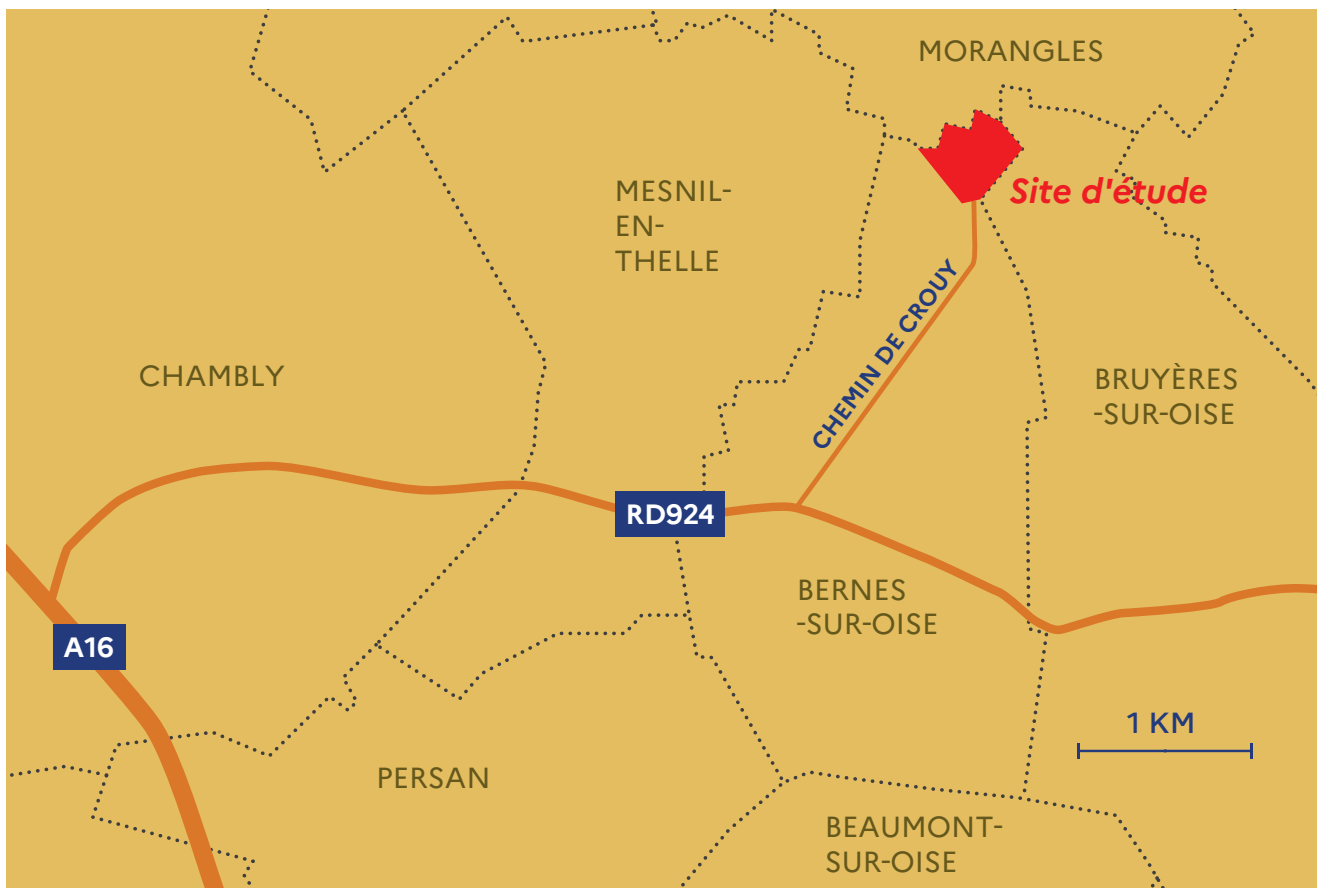 MORANGLES
MESNIL-
EN-
THELLE
Site d'étude
CHEMIN DE CROUY
CHAMBLY
BRUYÈRES
-SUR-OISE
RD924
BERNES
-SUR-OISE
A16
1 KM
PERSAN
BEAUMONT-
SUR-OISE